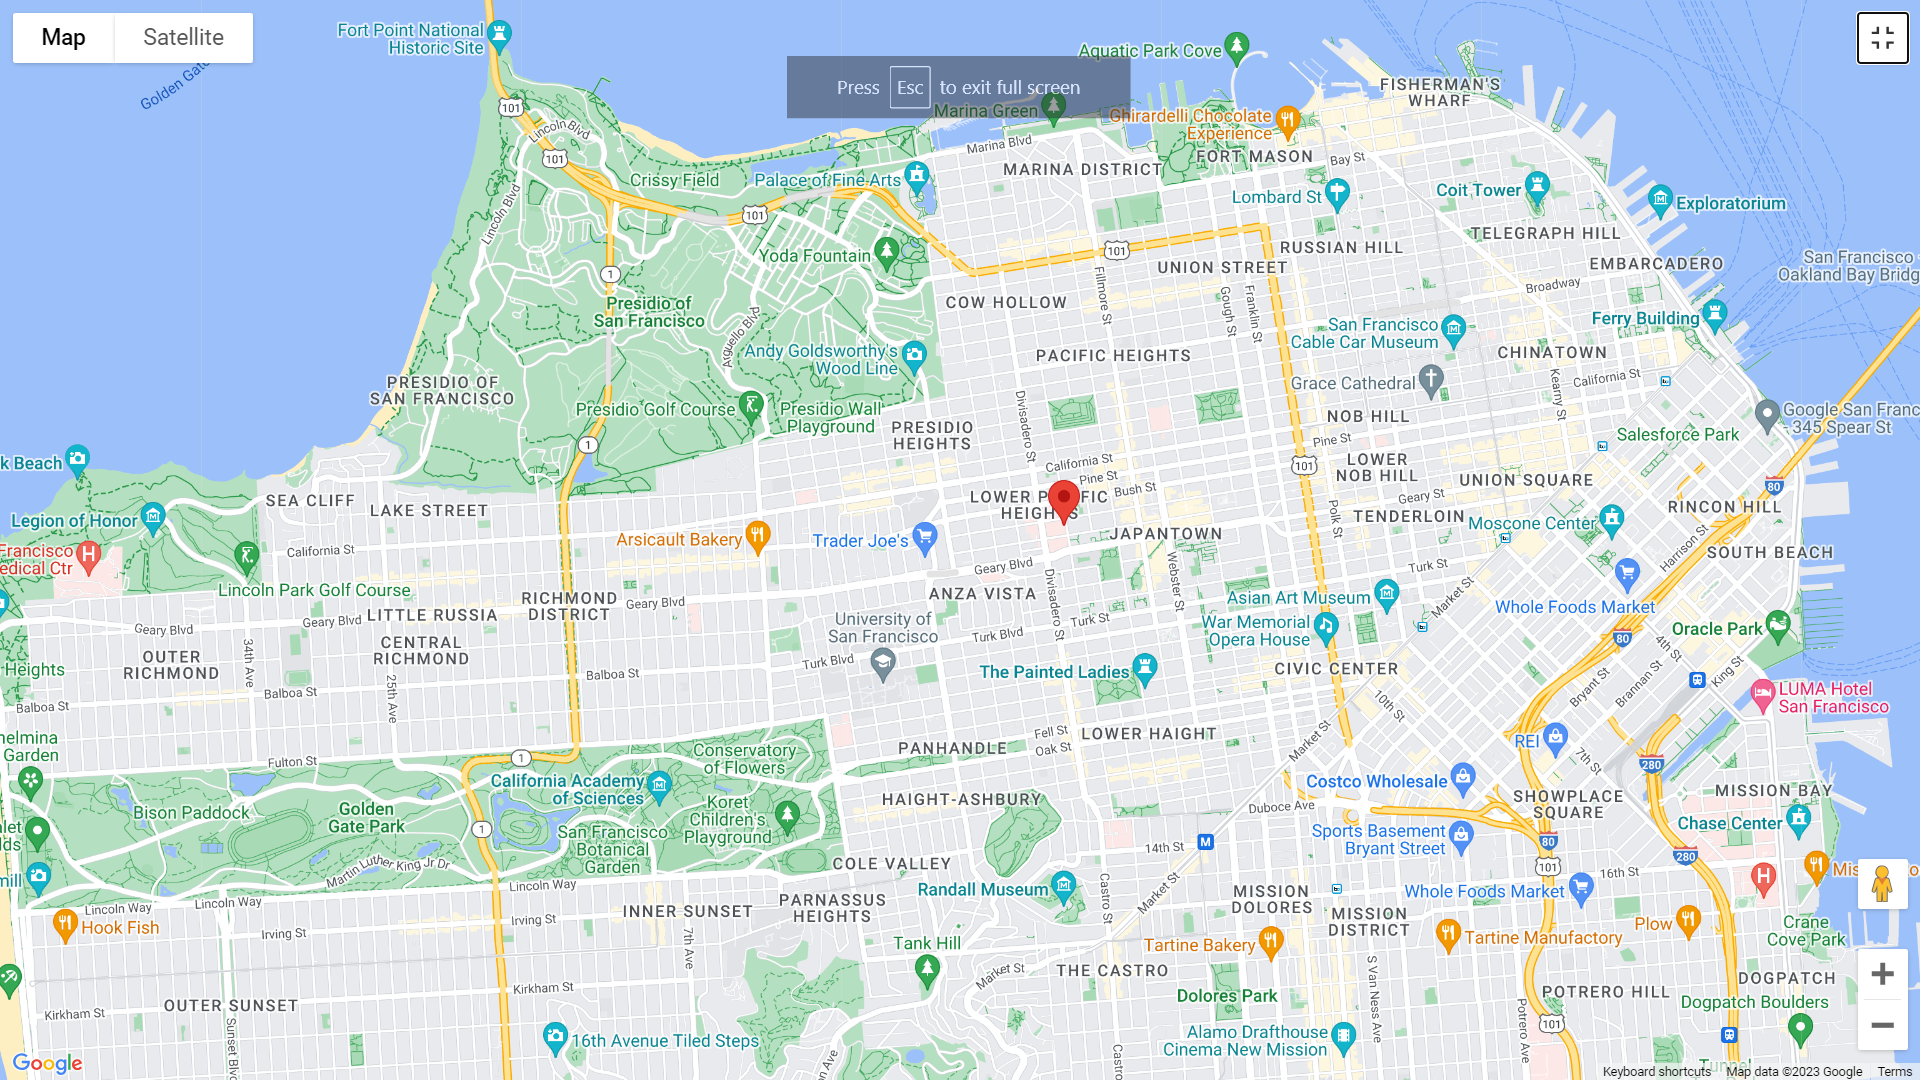 Map
Satellite
Press Esc to exit full screen
Golden Gate
Fort Point National
Historic Site
Aquatic Park Cove
FISHERMAN'S
WHARF
Marina Green
Ghirardelli Chocolate
Experience
FORT MASON
Bay St
Lincoln Blvd
101
101
Marina Blvd
MARINA DISTRICT
Crissy Field
Palace of Fine Arts
Lombard St
Coit Tower
Exploratorium
101
Lincoln Blvd
TELEGRAPH HILL
RUSSIAN HILL
101
Yoda Fountain
UNION STREET
EMBARCADERO
San Francisco
Oakland Bay Bridg
1
Fillmore St
Gough St
Franklin St
Broadway
Presidio of
San Francisco
COW HOLLOW
Arguello Blvd
Ferry Building
San Francisco
Cable Car Museum
Andy Goldsworthy's
Wood Line
PACIFIC HEIGHTS
CHINATOWN
California St
Kearny St
PRESIDIO OF
SAN FRANCISCO
Grace Cathedral
Presidio Golf Course
Presidio Wall
Playground
NOB HILL
Google San Franc
345 Spear St
Divisadero St
PRESIDIO
HEIGHTS
Pine St
Salesforce Park
1
k Beach
California St
Pine St
Bush St
101
LOWER
NOB HILL
UNION SQUARE
80
SEA CLIFF
LAKE STREET
LOWER P
FIC
HEIGH
S
Geary St
Polk St
TENDERLOIN
RINCON HILL
Legion of Honor
Moscone Center
JAPANTOWN
Arsicault Bakery
Trader Joe's
California St
Francisco
edical Ctr
Harrison St
SOUTH BEACH
Geary Blvd
Turk St
Lincoln Park Golf Course
ANZA VISTA
Webster St
Asian Art Museum
Market St
Whole Foods Market
RICHMOND
DISTRICT
Geary Blvd
LITTLE RUSSIA
Geary Blvd
Geary Blvd
Divisadero St
Turk St
University of
San Francisco
Turk Blvd
War Memorial
Opera House
80
Oracle Park
4th St
CENTRAL
RICHMOND
34th Ave
OUTER
RICHMOND
Heights
Turk Blvd
The Painted Ladies
CIVIC CENTER
King St
Brannan St
Bryant St
Balboa St
Balboa St
Balboa St
25th Ave
10th St
LUMA Hotel
San Francisco
helmina
Garden
Fell St
Oak St
LOWER HAIGHT
Market St
PANHANDLE
REI
7th St
280
1
Fulton St
Conservatory
of Flowers
California Academy
of Sciences
Costco Wholesale
MISSION BAY
HAIGHT-ASHBURY
Duboce Ave
SHOWPLACE
SQUARE
Bison Paddock
Golden
Gate Park
Koret
Children's
Playground
Chase Center
1
San Francisco
Botanical
Garden
Sports Basement
Bryant Street
80
280
14th St
M
Martin Luther King Jr Dr
COLE VALLEY
101
16th St
Randall Museum
Castro St
Market St
MISSION
DOLORES
Whole Foods Market
Lincoln Way
Lincoln Way
Lincoln Way
PARNASSUS
HEIGHTS
INNER SUNSET
MISSION
DISTRICT
Plow
Crane
Cove Park
Hook Fish
Irving St
Irving St
7th Ave
Tank Hill
Tartine Bakery
Tartine Manufactory
Market St
THE CASTRO
S Van Ness Ave
DOGPATCH
Kirkham St
Dolores Park
POTRERO HILL
Dogpatch Boulders
OUTER SUNSET
Kirkham St
Potrero Ave
101
Sunset Blvd
16th Avenue Tiled Steps
Alamo Drafthouse
Cinema New Mission
Castro St
Google
Keyboard shortcuts
Map data ©2023 Google
Terms